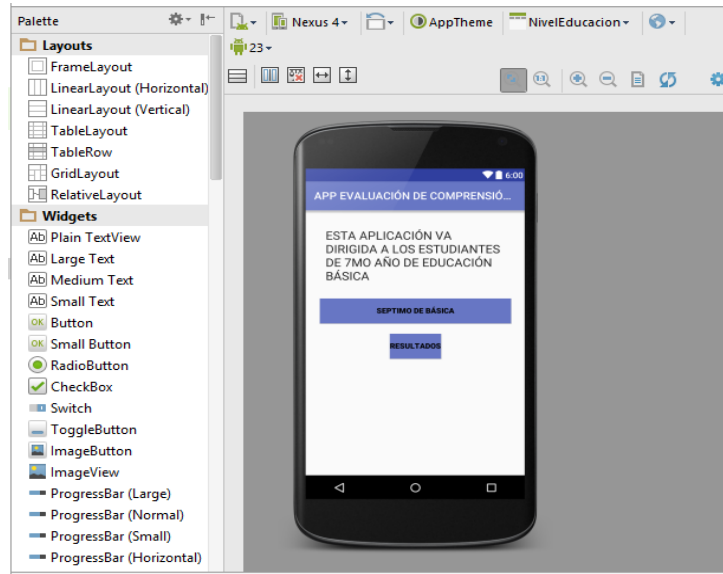 Palette
Nexus 4
AppTheme
NivelEducacion
23
1:1
Layouts
FrameLayout
LinearLayout (Horizontal)
LinearLayout (Vertical)
TableLayout
TableRow
GridLayout
RelativeLayout
Widgets
Ab Plain TextView
Ab Large Text
Ab Medium Text
Ab Small Text
OK Button
OK Small Button
RadioButton
CheckBox
Switch
ToggleButton
ImageButton
ImageView
ProgressBar (Large)
ProgressBar (Normal)
ProgressBar (Small)
ProgressBar (Horizontal)
6:00
APP EVALUACIÓN DE COMPRENSIÓ...
ESTA APLICACIÓN VA
DIRIGIDA A LOS ESTUDIANTES
DE 7MO AÑO DE EDUCACIÓN
BÁSICA
SEPTIMO DE BÁSICA
RESULTADOS